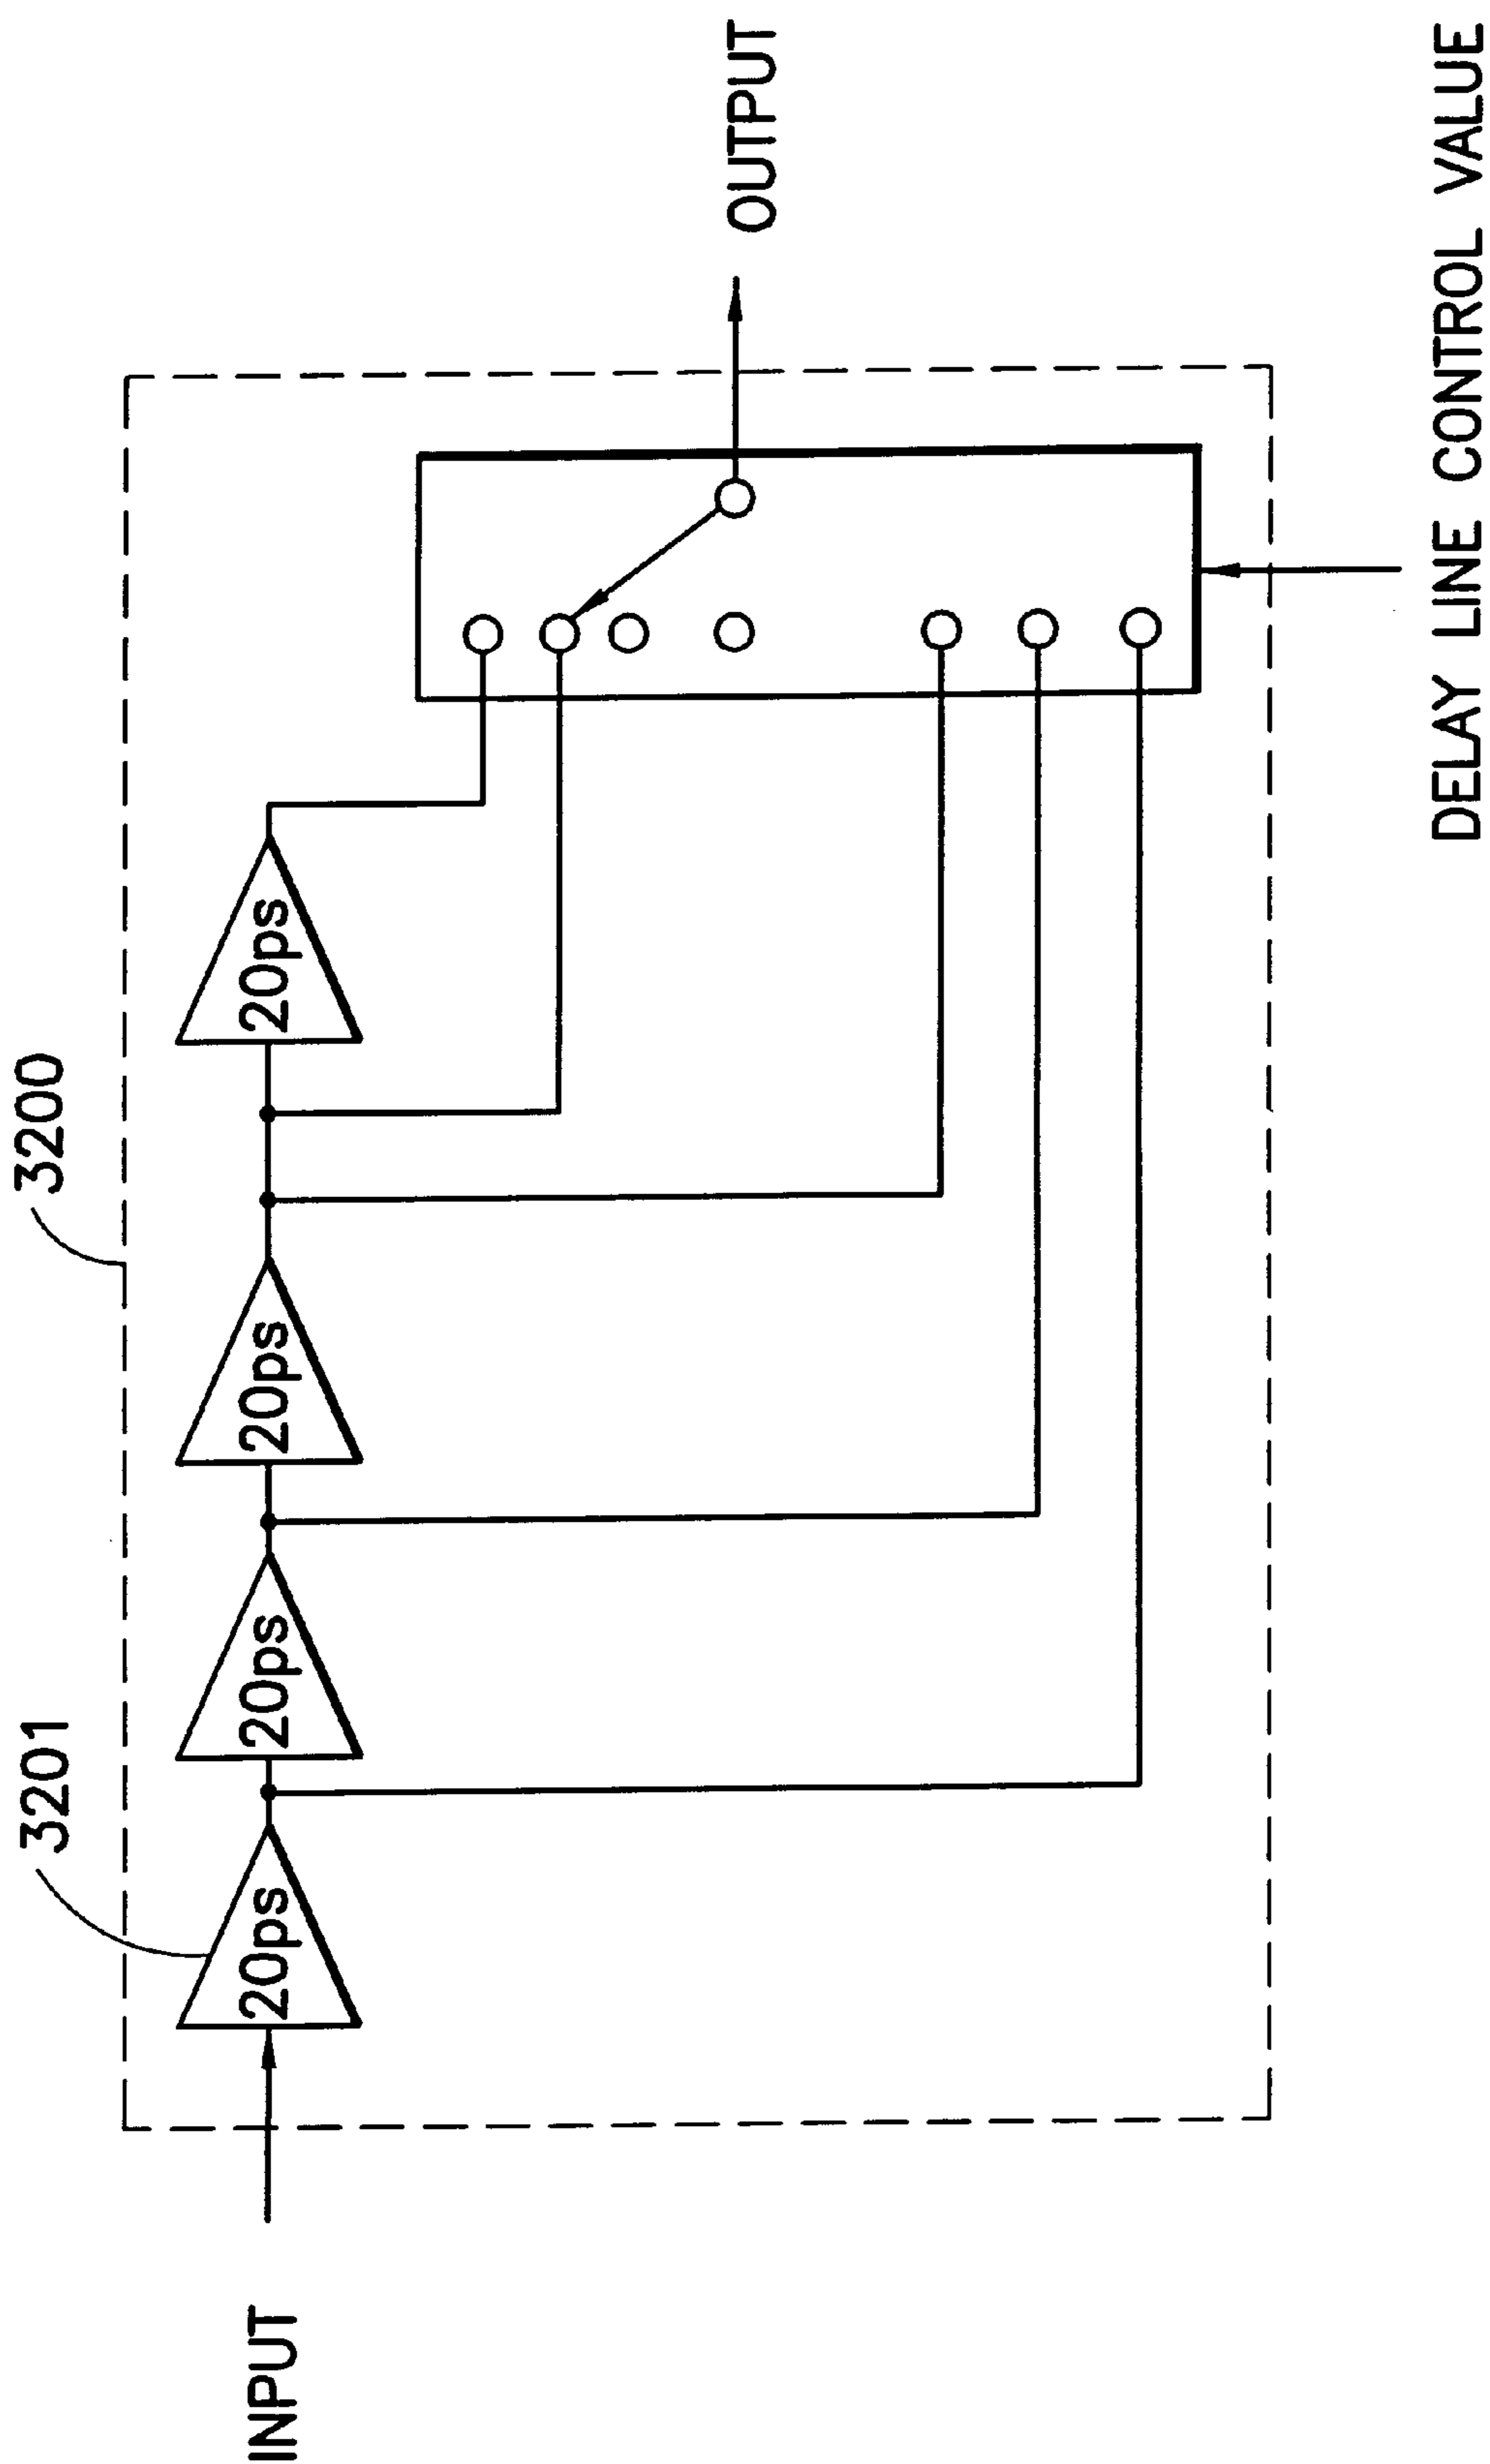 3201
3200
INPUT
20ps
20ps
20ps
20ps
OUTPUT
DELAY LINE CONTROL VALUE